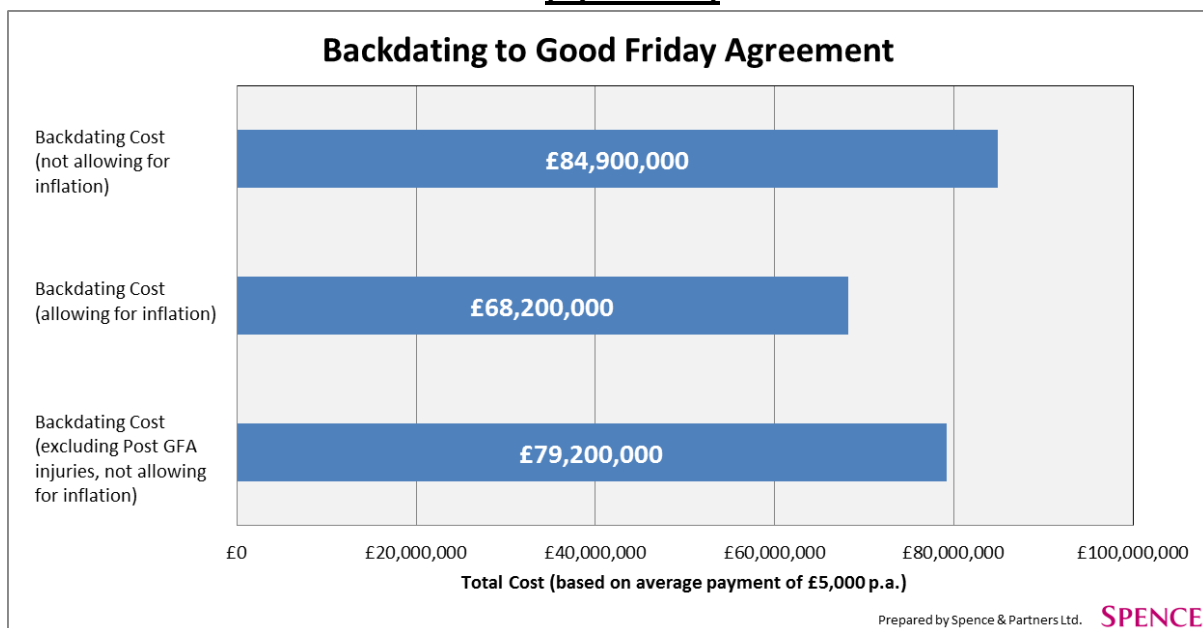 Backdating to Good Friday Agreement
Backdating Cost
(not allowing for
inflation)
£84,900,000
Backdating Cost
(allowing for inflation)
£68,200,000
Backdating Cost
(excluding Post GFA
injuries, not allowing
for inflation)
£79,200,000
£0 £20,000,000 £40,000,000 £60,000,000 £80,000,000 £100,000,000
Total Cost (based on average payment of £5,000 p.a.)
Prepared by Spence & Partners Ltd. SPENCE